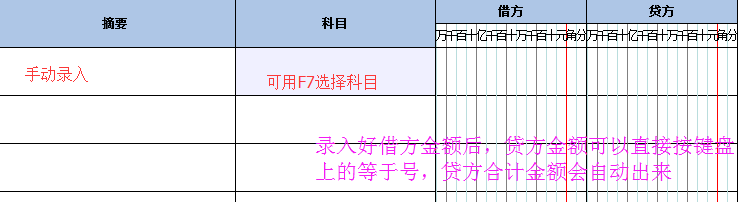 摘要 科目 借方 贷方
万千百十亿千百十万千百十元角分 万千百十亿千百十万千百十元角分
手动录入 可用F7选择科目
录入好借方金额后，贷方金额可以直接按键盘
上的等于号，贷方合计金额会自动出来